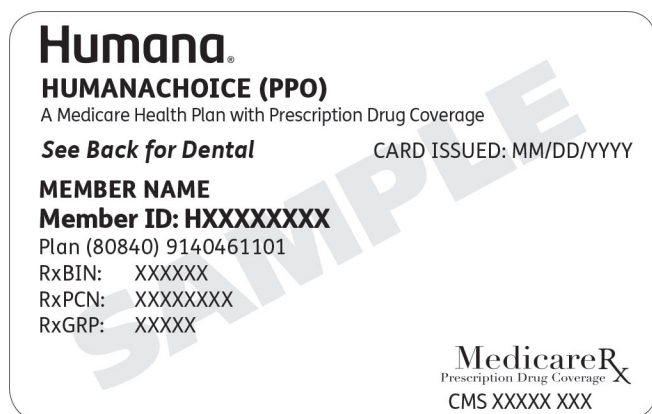 Humana®
HUMANACHOICE (PPO)
A Medicare Health Plan with Prescription Drug Coverage
See Back for Dental CARD ISSUED: MM/DD/YYYY
MEMBER NAME
Member ID: HXXXXXXXX
Plan (80840) 9140461101
RxBIN: XXXXXX
RxPCN: XXXXXXXX
RxGRP: XXXXX
SAMPLE
MedicareRx
Prescription Drug Coverage
CMS XXXXX XXX